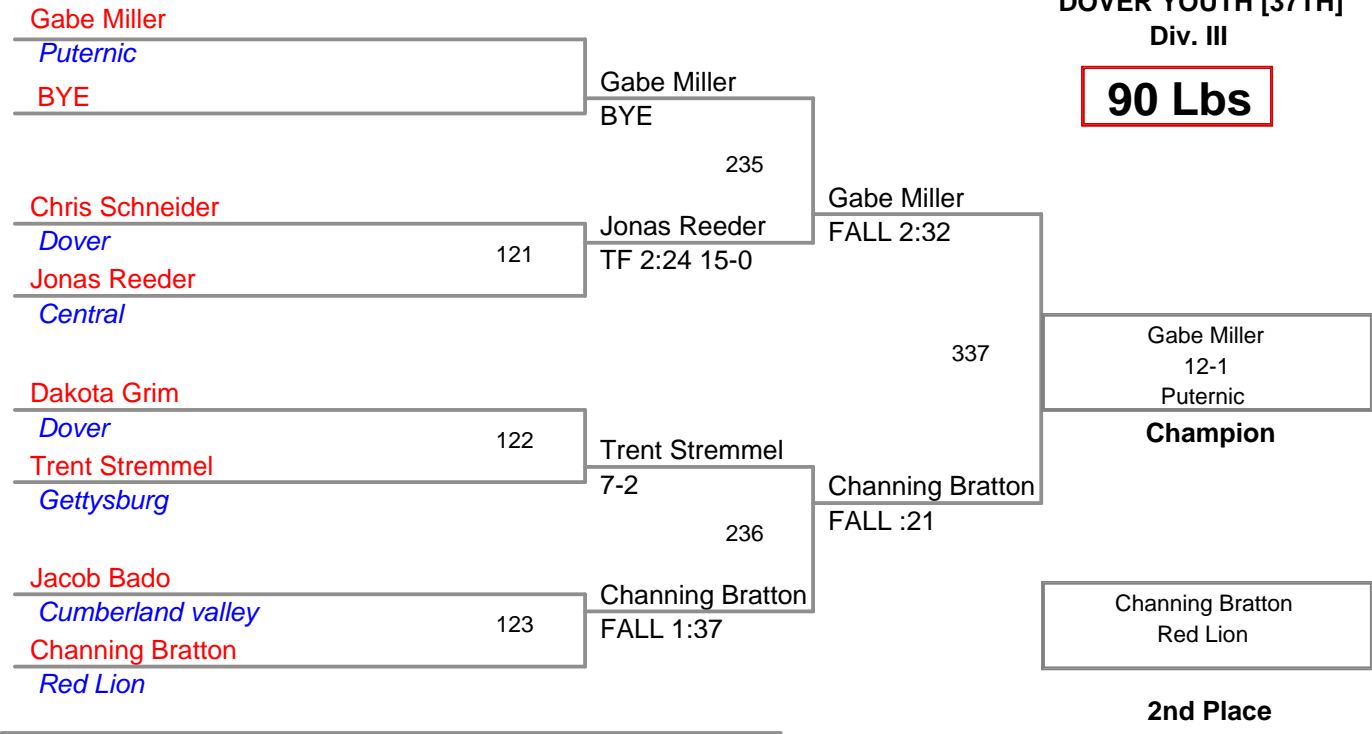 DOVER YOUTH [37TH]
Div. III
90 Lbs
Gabe Miller
Puternic
BYE
Gabe Miller
BYE
235
Chris Schneider
Dover
121
Jonas Reeder
Central
Jonas Reeder
TF 2:24 15-0
Gabe Miller
FALL 2:32
337
Dakota Grim
Dover
122
Trent Stremmel
Gettysburg
Trent Stremmel
7-2
236
Jacob Bado
Cumberland valley
123
Channing Bratton
Red Lion
Channing Bratton
FALL 1:37
Channing Bratton
FALL :21
Gabe Miller
12-1
Puternic
Champion
Channing Bratton
Red Lion
2nd Place